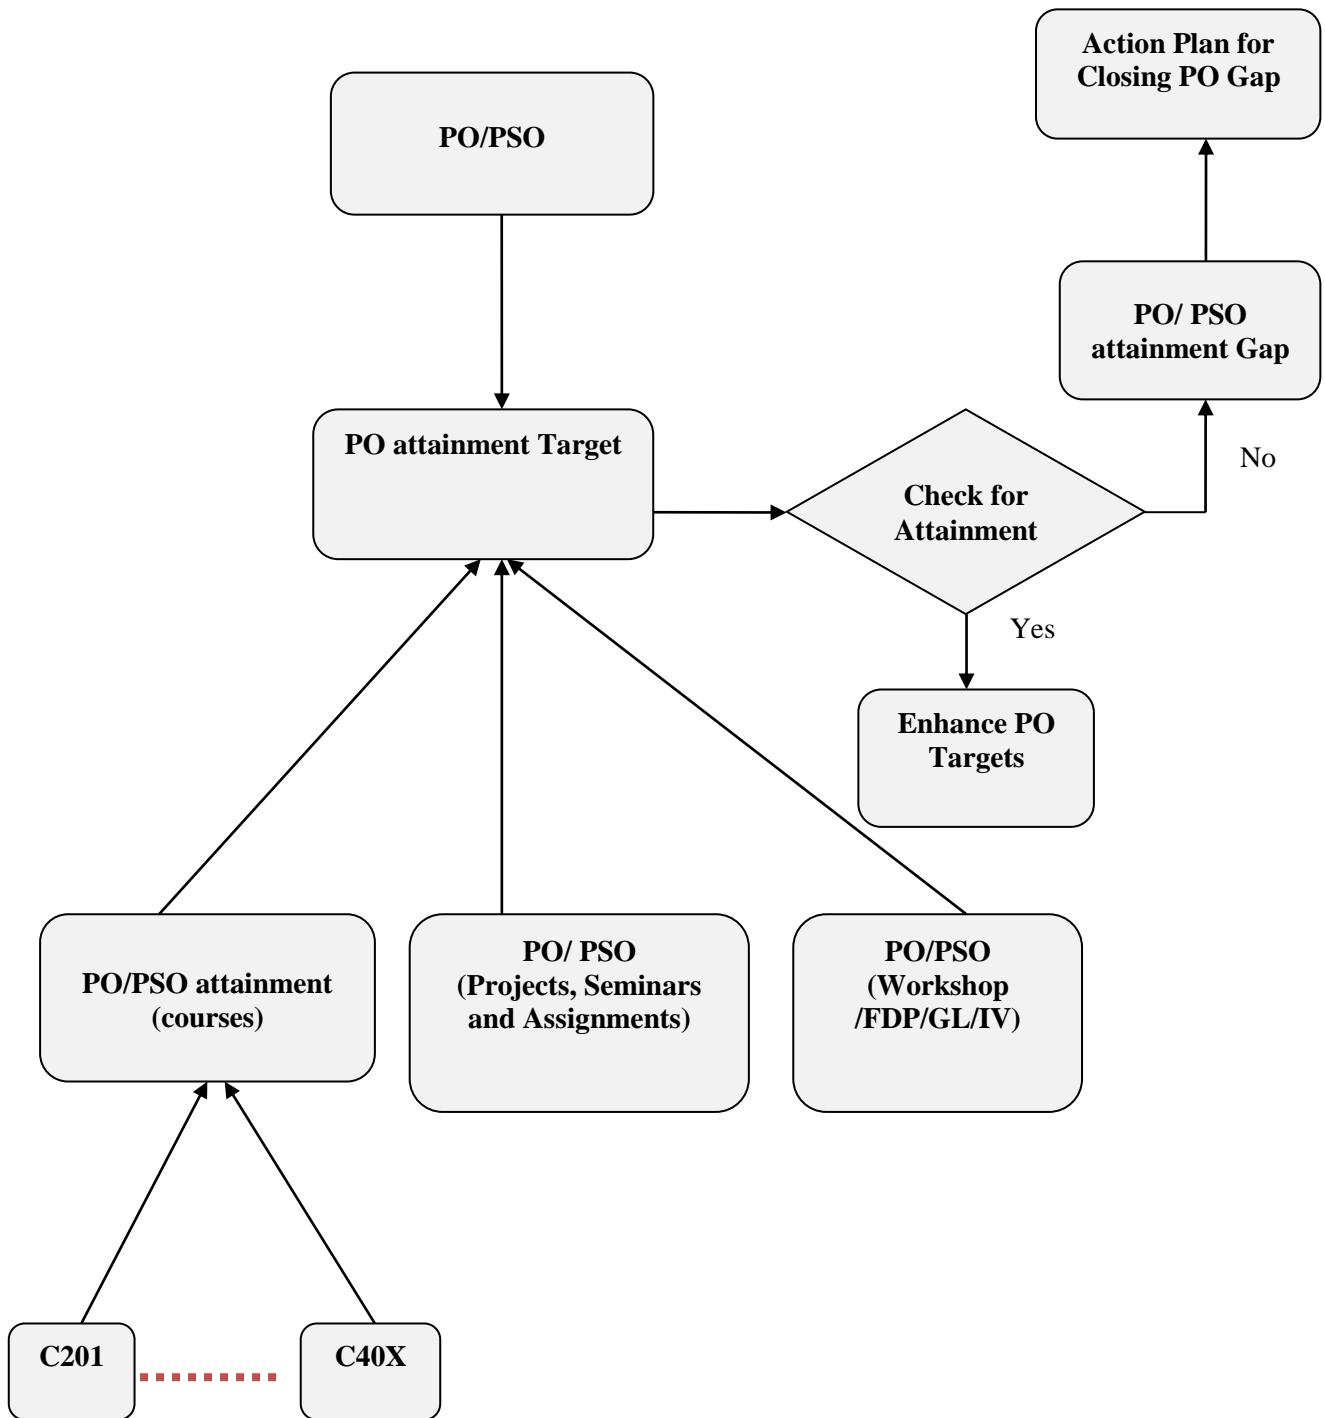 Action Plan for
Closing PO Gap
PO/PSO
PO/ PSO
attainment Gap
PO attainment Target
No
Check for
Attainment
Yes
Enhance PO
Targets
PO/PSO attainment
(courses)
PO/ PSO
(Projects, Seminars
and Assignments)
PO/PSO
(Workshop
/FDP/GL/IV)
C201
C40X